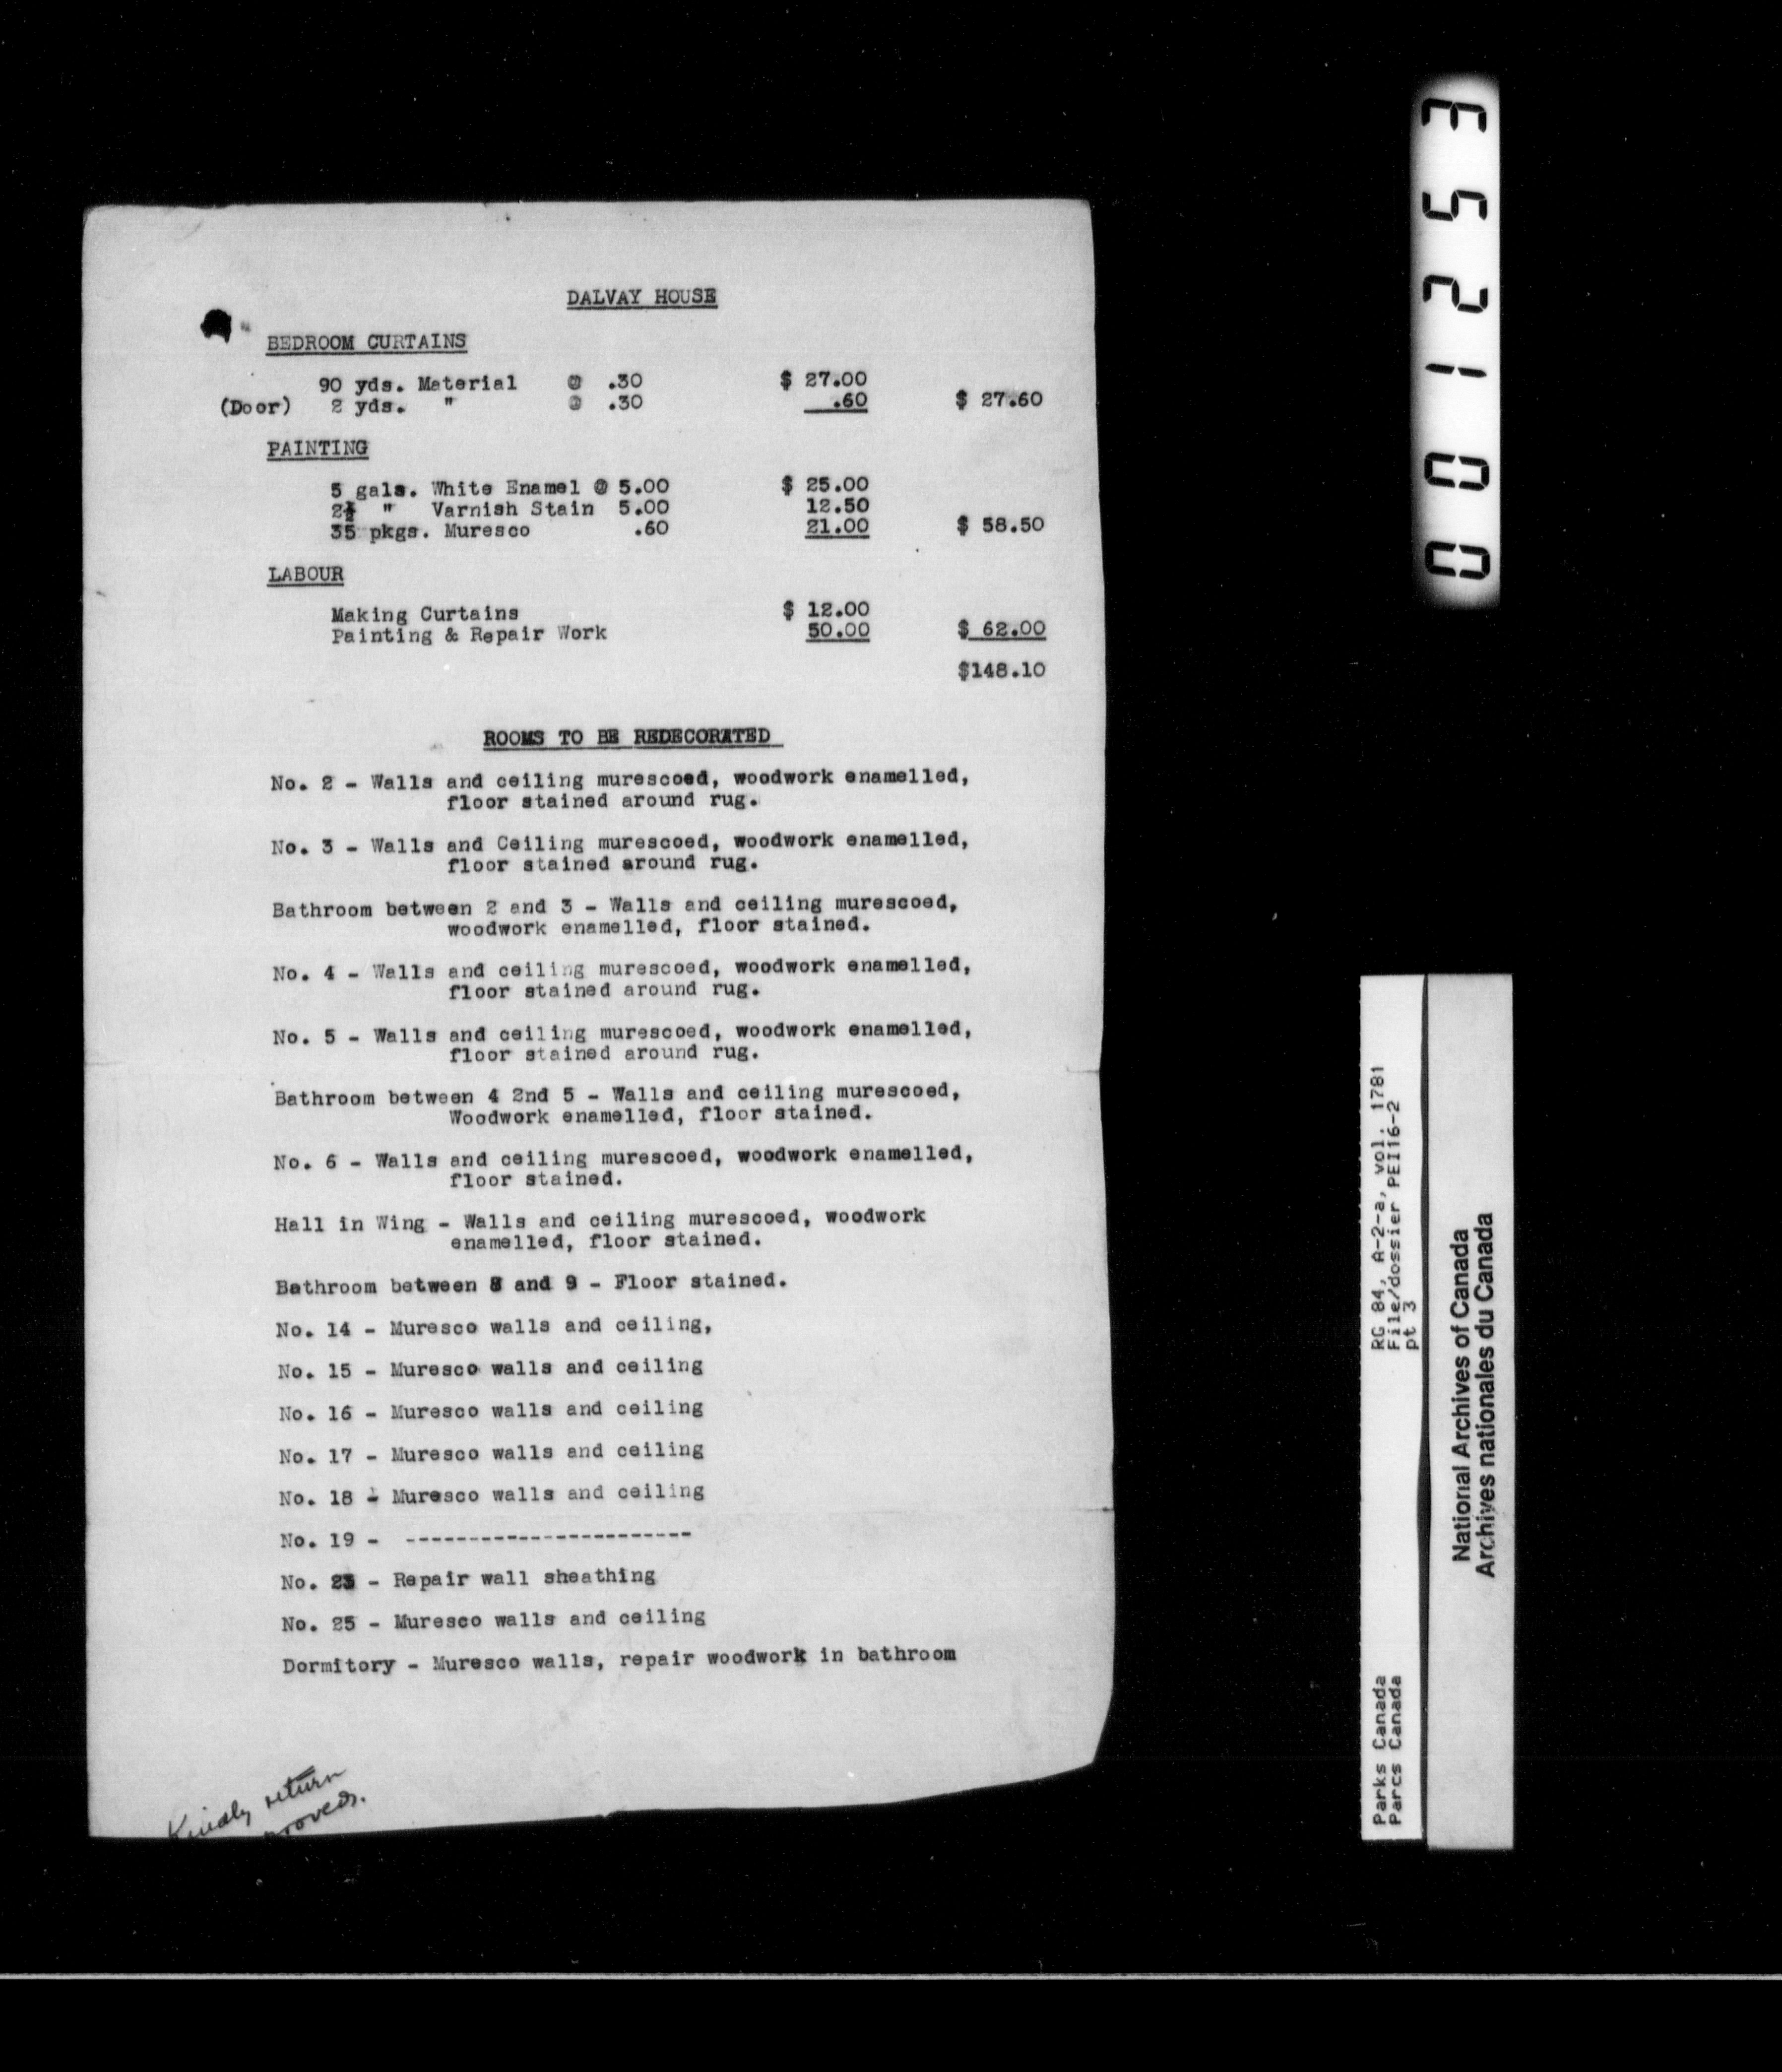 DALVAY HOUSE
BEDROOM CURTAINS
90 yds. Material @ .30 $ 27.00
(Door) 2 yds. " @ .30 .60 $ 27.60
PAINTING
5 gals. White Enamel @ 5.00 $ 25.00
2½ " Varnish Stain 5.00 12.50
35 pkgs. Muresco .60 21.00 $ 58.50
LABOUR
Making Curtains $ 12.00
Painting & Repair Work 50.00 $ 62.00
$148.10
ROOMS TO BE REDECORATED
No. 2 - Walls and ceiling murescoed, woodwork enamelled,
floor stained around rug.
No. 3 - Walls and Ceiling murescoed, woodwork enamelled,
floor stained around rug.
Bathroom between 2 and 3 - Walls and ceiling murescoed,
woodwork enamelled, floor stained.
No. 4 - Walls and ceiling murescoed, woodwork enamelled,
floor stained around rug.
No. 5 - Walls and ceiling murescoed, woodwork enamelled,
floor stained around rug.
Bathroom between 4 2nd 5 - Walls and ceiling murescoed,
Woodwork enamelled, floor stained.
No. 6 - Walls and ceiling murescoed, woodwork enamelled,
floor stained.
Hall in Wing - Walls and ceiling murescoed, woodwork
enamelled, floor stained.
Bathroom between 8 and 9 - Floor stained.
No. 14 - Muresco walls and ceiling,
No. 15 - Muresco walls and ceiling
No. 16 - Muresco walls and ceiling
No. 17 - Muresco walls and ceiling
No. 18 - Muresco walls and ceiling
No. 19 - -----------------------
No. 23 - Repair wall sheathing
No. 25 - Muresco walls and ceiling
Dormitory - Muresco walls, repair woodwork in bathroom
Kindly return
001253
RG 84, A-2-a, vol. 1781
File/dossier PE116-2
pt 3
Parks Canada
Parcs Canada
National Archives of Canada
Archives nationales du Canada